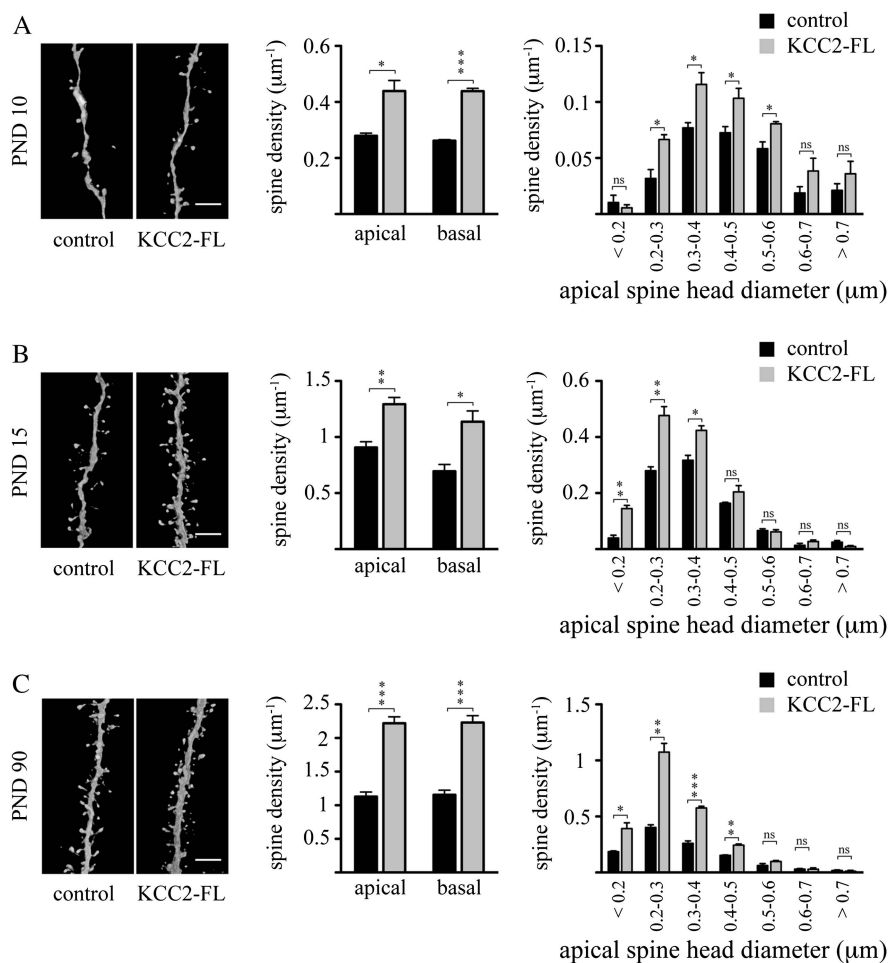 A
PND 10
control
KCC2-FL
spine density (μm⁻¹)
0.6
0.4
0.2
*
***
apical
basal
control
KCC2-FL
spine density (μm⁻¹)
0.15
0.1
0.05
ns
*
*
*
*
ns
ns
< 0.2
0.2-0.3
0.3-0.4
0.4-0.5
0.5-0.6
0.6-0.7
> 0.7
apical spine head diameter (μm)
B
PND 15
control
KCC2-FL
spine density (μm⁻¹)
1.5
1
0.5
**
*
apical
basal
control
KCC2-FL
spine density (μm⁻¹)
0.6
0.4
0.2
**
**
*
ns
ns
ns
ns
< 0.2
0.2-0.3
0.3-0.4
0.4-0.5
0.5-0.6
0.6-0.7
> 0.7
apical spine head diameter (μm)
C
PND 90
control
KCC2-FL
spine density (μm⁻¹)
2.5
2
1.5
1
0.5
***
***
apical
basal
control
KCC2-FL
spine density (μm⁻¹)
1.5
1
0.5
*
**
***
**
ns
ns
ns
< 0.2
0.2-0.3
0.3-0.4
0.4-0.5
0.5-0.6
0.6-0.7
> 0.7
apical spine head diameter (μm)